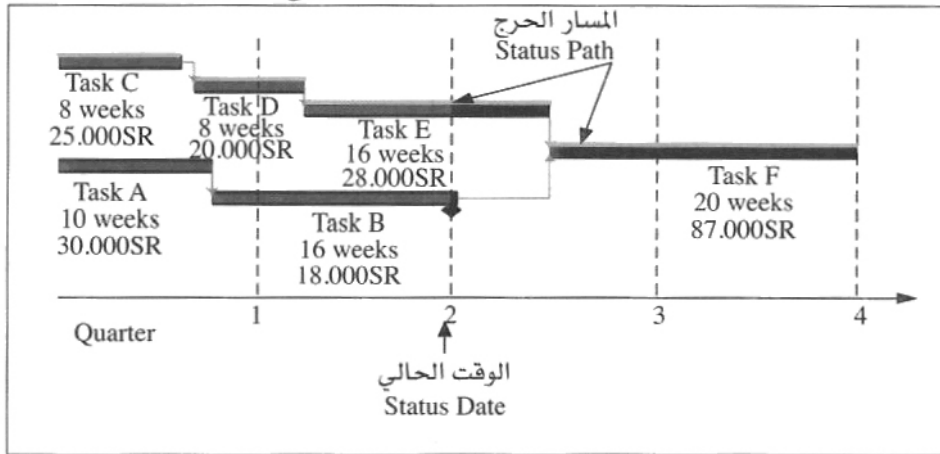 المسار الحرج
Status Path
Task C
8 weeks
25.000SR
Task D
8 weeks
20.000SR
Task E
16 weeks
28.000SR
Task A
10 weeks
30.000SR
Task B
16 weeks
18.000SR
Task F
20 weeks
87.000SR
Quarter
1
2
3
4
الوقت الحالي
Status Date